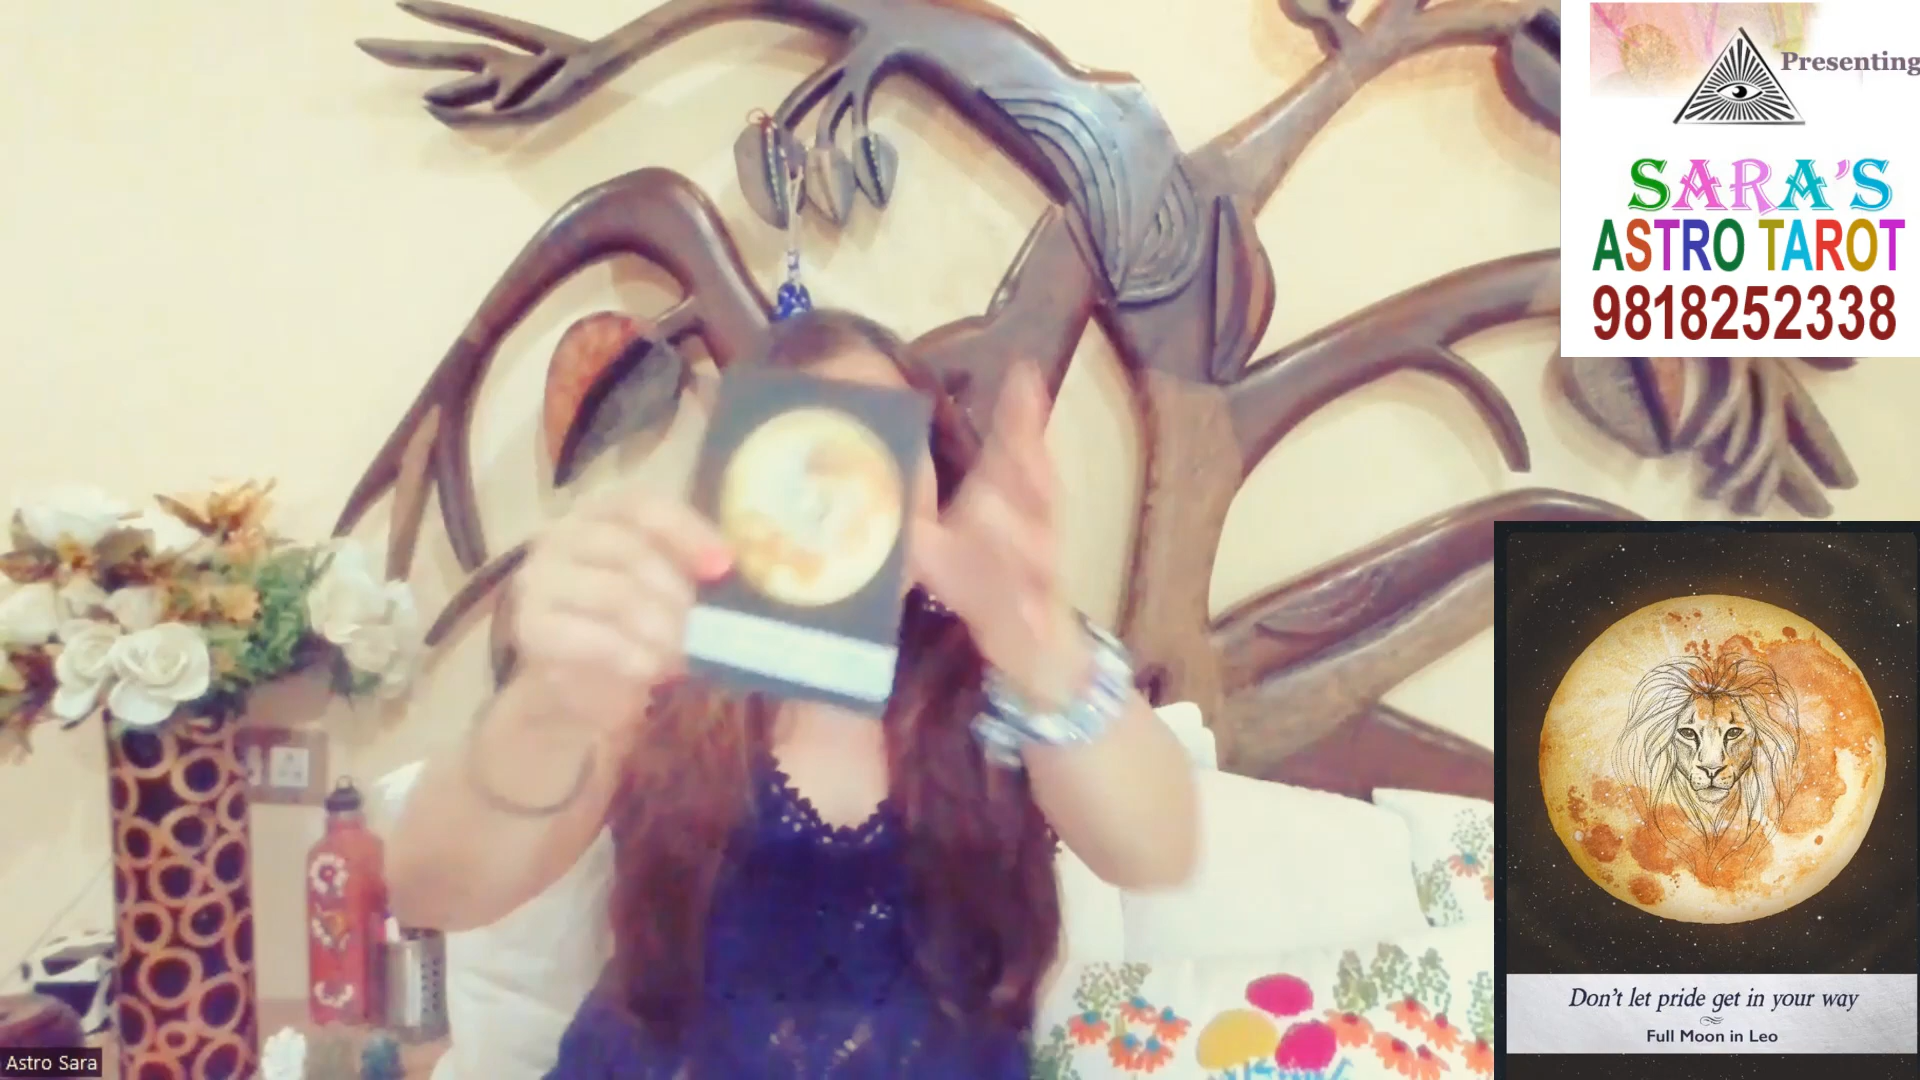 Presenting
SARA'S
ASTRO TAROT
9818252338
Don't let pride get in your way
Full Moon in Leo
Astro Sara